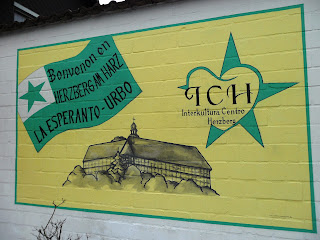 Bonvenon en
HERZBERG AM HARZ
LA ESPERANTO-URBO
ICH
Interkultura Centro
Herzberg